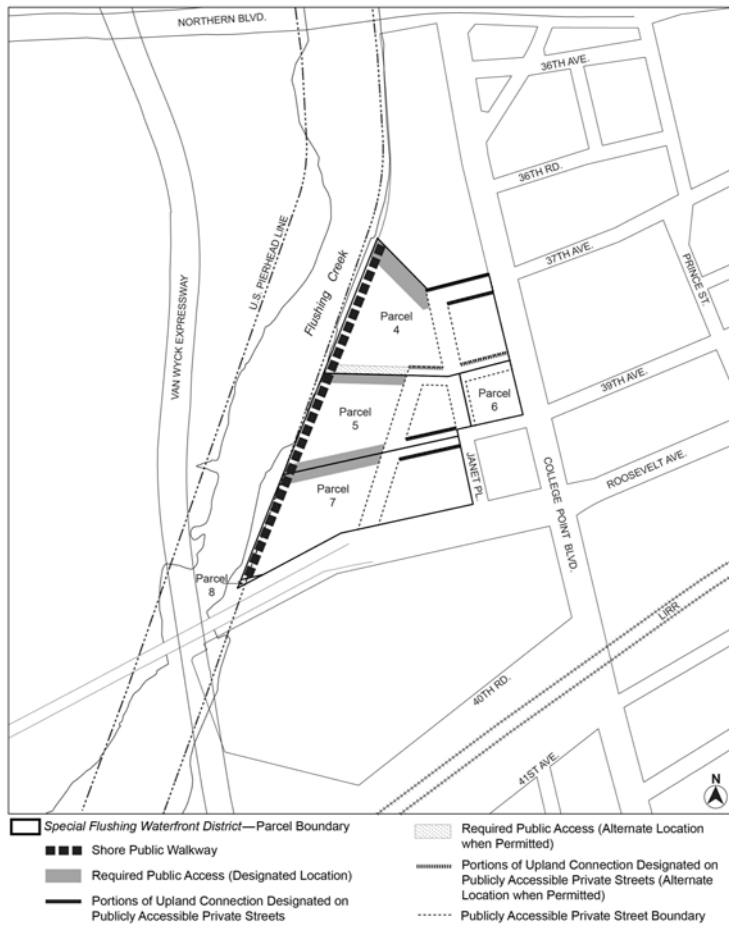 NORTHERN BLVD.
36TH AVE.
36TH RD.
37TH AVE.
PRINCE ST.
U.S. PIERHEAD LINE
Flushing Creek
VAN WYCK EXPRESSWAY
Parcel
4
39TH AVE.
Parcel
6
Parcel
5
ROOSEVELT AVE.
JANET PL.
COLLEGE POINT BLVD.
Parcel
7
Parcel
8
LIRR
40TH RD.
41ST AVE.
N
Special Flushing Waterfront District—Parcel Boundary
Shore Public Walkway
Required Public Access (Designated Location)
Portions of Upland Connection Designated on
Publicly Accessible Private Streets
Required Public Access (Alternate Location
when Permitted)
Portions of Upland Connection Designated on
Publicly Accessible Private Streets (Alternate
Location when Permitted)
Publicly Accessible Private Street Boundary